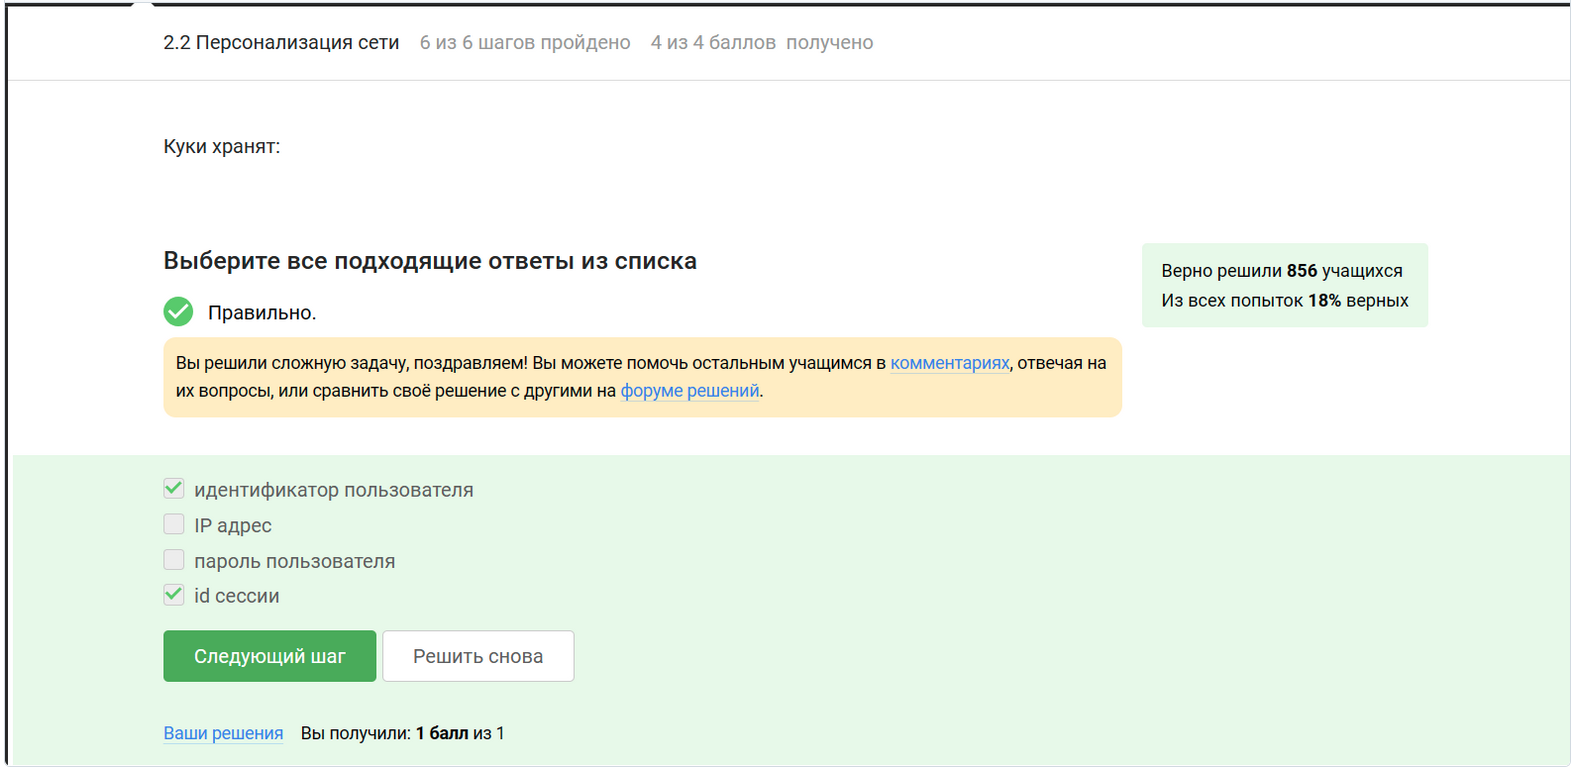 2.2 Персонализация сети 6 из 6 шагов пройдено 4 из 4 баллов получено
Куки хранят:
Выберите все подходящие ответы из списка
Верно решили 856 учащихся
Из всех попыток 18% верных
Правильно.
Вы решили сложную задачу, поздравляем! Вы можете помочь остальным учащимся в комментариях, отвечая на
их вопросы, или сравнить своё решение с другими на форуме решений.
идентификатор пользователя
IP адрес
пароль пользователя
id сессии
Следующий шаг Решить снова
Ваши решения Вы получили: 1 балл из 1